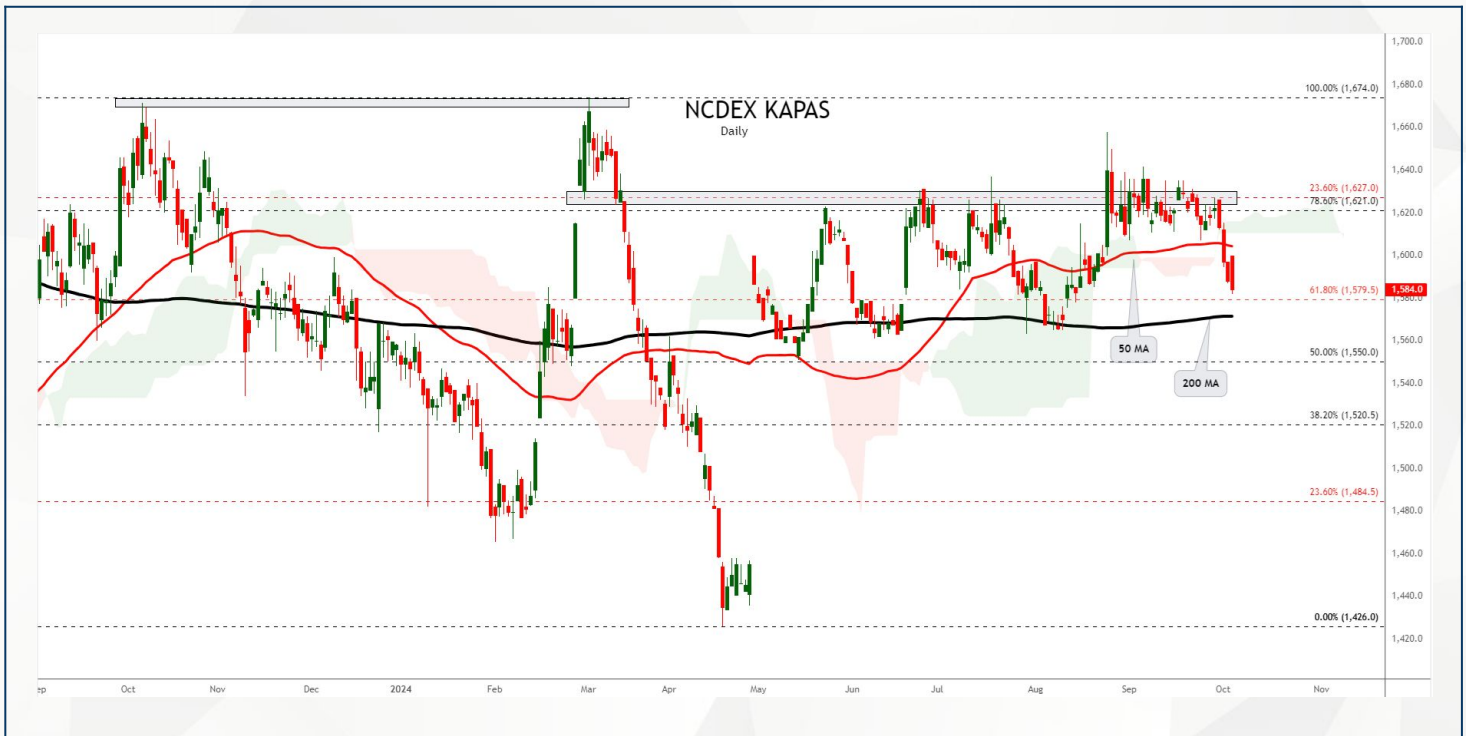 NCDEX KAPAS
Daily
1,700.0
1,680.0
100.00% (1,674.0)
1,660.0
1,640.0
23.60% (1,627.0)
78.60% (1,621.0)
1,620.0
1,600.0
61.80% (1,579.5)
1,584.0
1,580.0
1,560.0
50.00% (1,550.0)
1,540.0
38.20% (1,520.5)
1,520.0
1,500.0
23.60% (1,484.5)
1,480.0
1,460.0
1,440.0
0.00% (1,426.0)
1,420.0
50 MA
200 MA
ep
Oct
Nov
Dec
2024
Feb
Mar
Apr
May
Jun
Jul
Aug
Sep
Oct
Nov